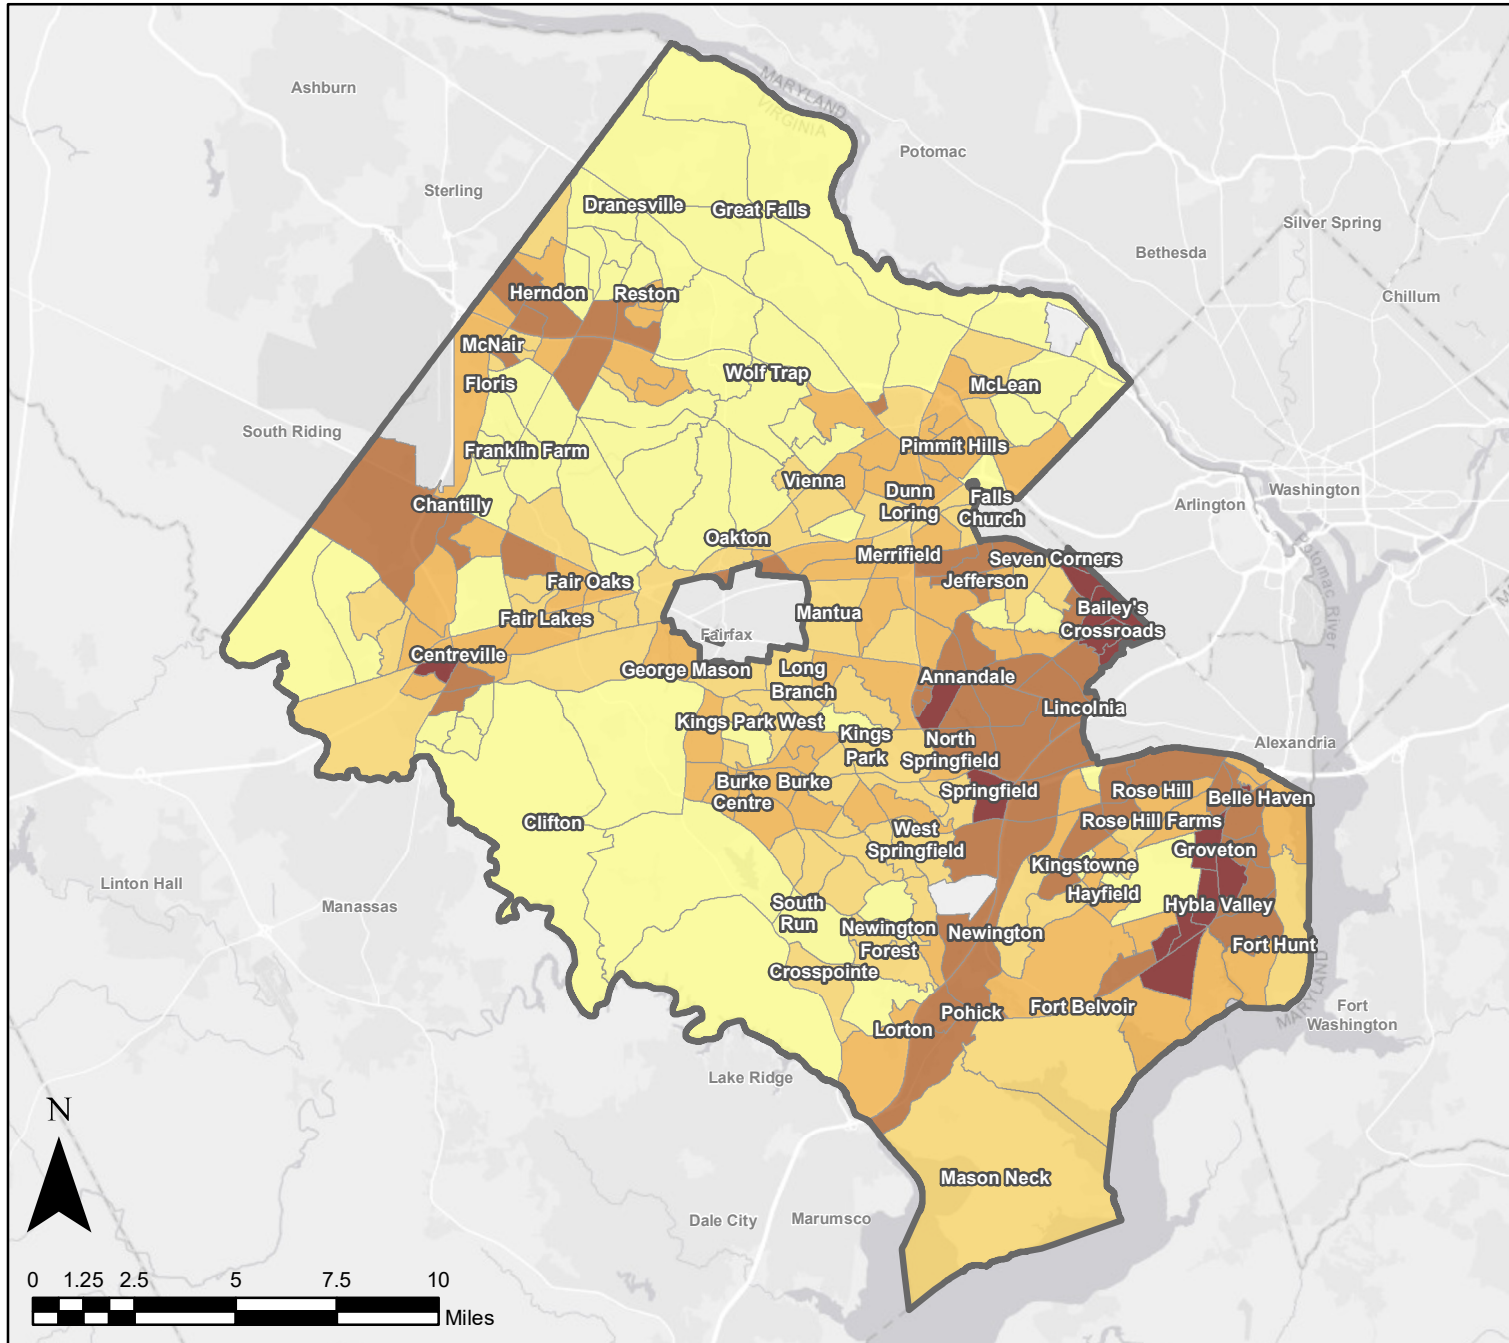 Ashburn
MARYLAND
VIRGINIA
Potomac
Sterling
Dranesville
Great Falls
Silver Spring
Bethesda
Herndon
Reston
Chillum
McNair
Floris
Wolf Trap
McLean
South Riding
Franklin Farm
Pimmit Hills
Vienna
Dunn
Loring
Falls
Church
Washington
Arlington
Chantilly
Oakton
Merrifield
Seven Corners
Jefferson
Potomac River
Fair Oaks
Fair Lakes
Mantua
Bailey's
Crossroads
Fairfax
Centreville
George Mason
Long
Branch
Annandale
Lincolnia
Kings Park West
Kings
Park
North
Springfield
Alexandria
Burke
Centre
Burke
Springfield
Rose Hill
Belle Haven
Clifton
West
Springfield
Rose Hill Farms
Groveton
Kingstowne
Hayfield
Linton Hall
Manassas
South
Run
Newington
Forest
Newington
Hybla Valley
Fort Hunt
Crosspointe
MARYLAND
Lorton
Pohick
Fort Belvoir
Fort
Washington
Lake Ridge
N
Mason Neck
Dale City
Marumsco
0 1.25 2.5 5 7.5 10
Miles